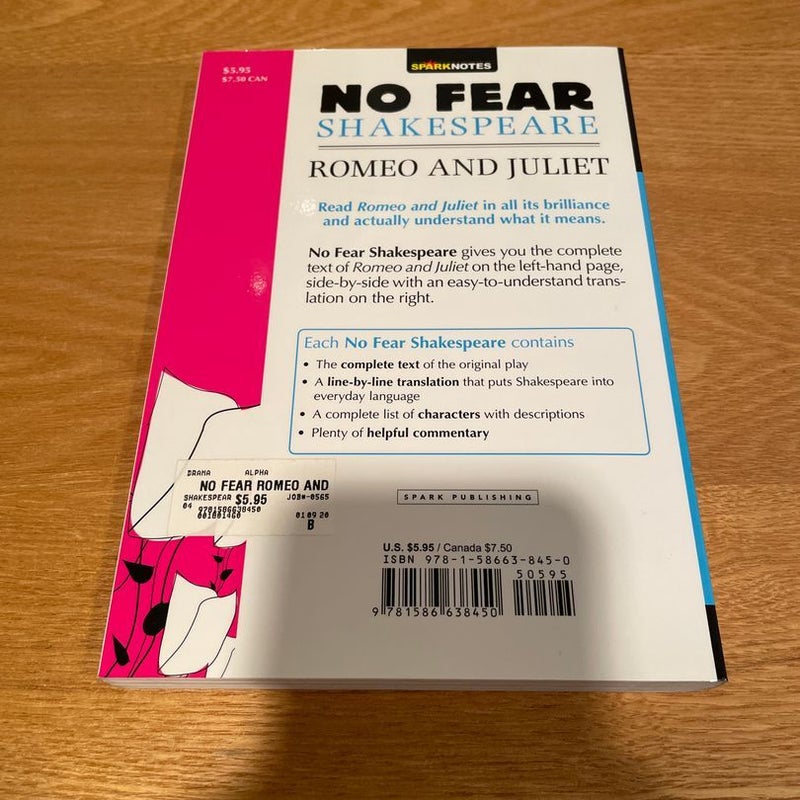 $5.95
$7.50 CAN
SPARKNOTES
NO FEAR
SHAKESPEARE
ROMEO AND JULIET
Read Romeo and Juliet in all its brilliance
and actually understand what it means.
No Fear Shakespeare gives you the complete
text of Romeo and Juliet on the left-hand page,
side-by-side with an easy-to-understand trans-
lation on the right.
Each No Fear Shakespeare contains
• The complete text of the original play
• A line-by-line translation that puts Shakespeare into
everyday language
• A complete list of characters with descriptions
• Plenty of helpful commentary
DRAMA ALPHA
NO FEAR ROMEO AND
SHAKESPEAR $5.95 JOB#-0565
04 9781586638450
001801460 010920
B
SPARK PUBLISHING
U.S. $5.95 / Canada $7.50
ISBN 978-1-58663-845-0
50595
9 781586 638450